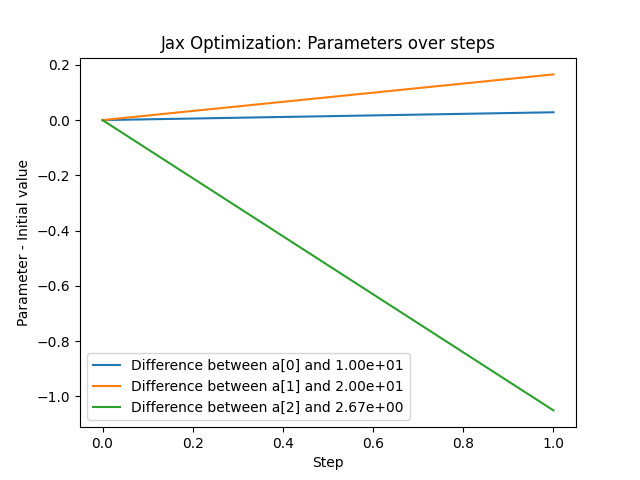 Jax Optimization: Parameters over steps
0.2
0.0
−0.2
−0.4
−0.6
−0.8
−1.0
Parameter - Initial value
Difference between a[0] and 1.00e+01
Difference between a[1] and 2.00e+01
Difference between a[2] and 2.67e+00
0.0 0.2 0.4 0.6 0.8 1.0
Step